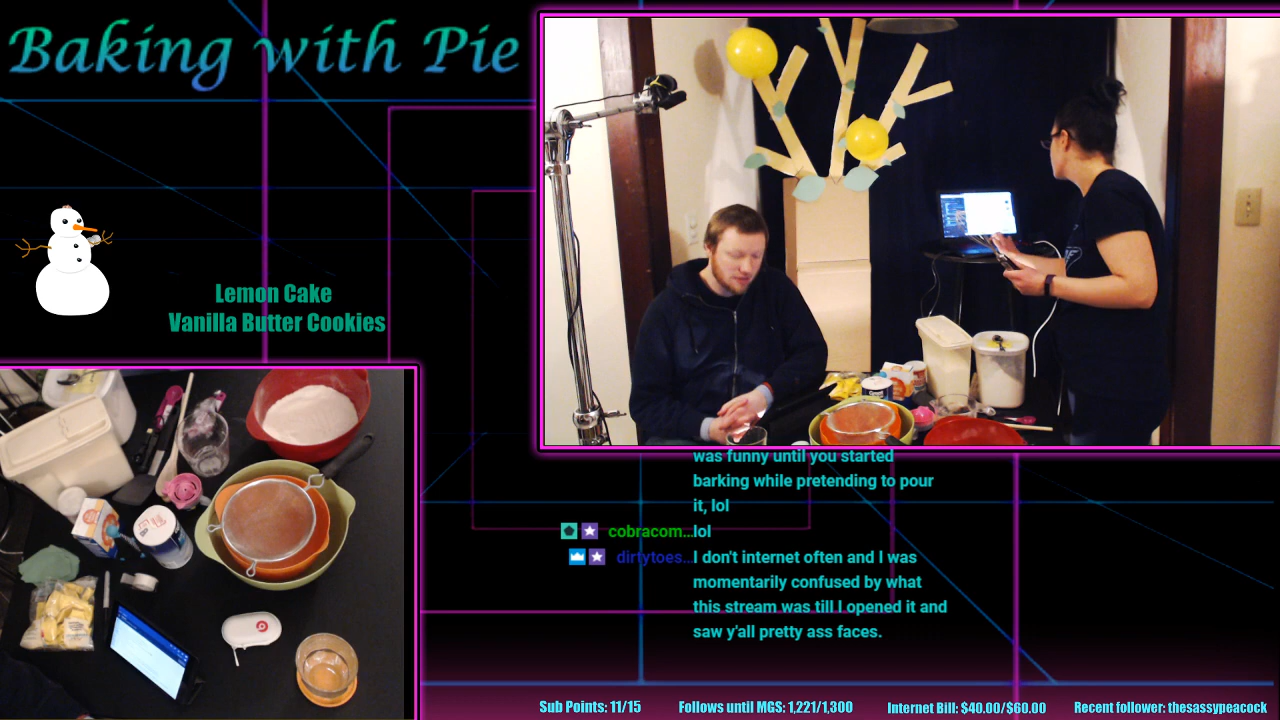 Baking with Pie
Lemon Cake
Vanilla Butter Cookies
was funny until you started
barking while pretending to pour
it, lol
cobracom... lol
dirtytoes... I don't internet often and I was
momentarily confused by what
this stream was till I opened it and
saw y'all pretty ass faces.
Sub Points: 11/15
Follows until MGS: 1,221/1,300
Internet Bill: $40.00/$60.00
Recent follower: thesassypeacock